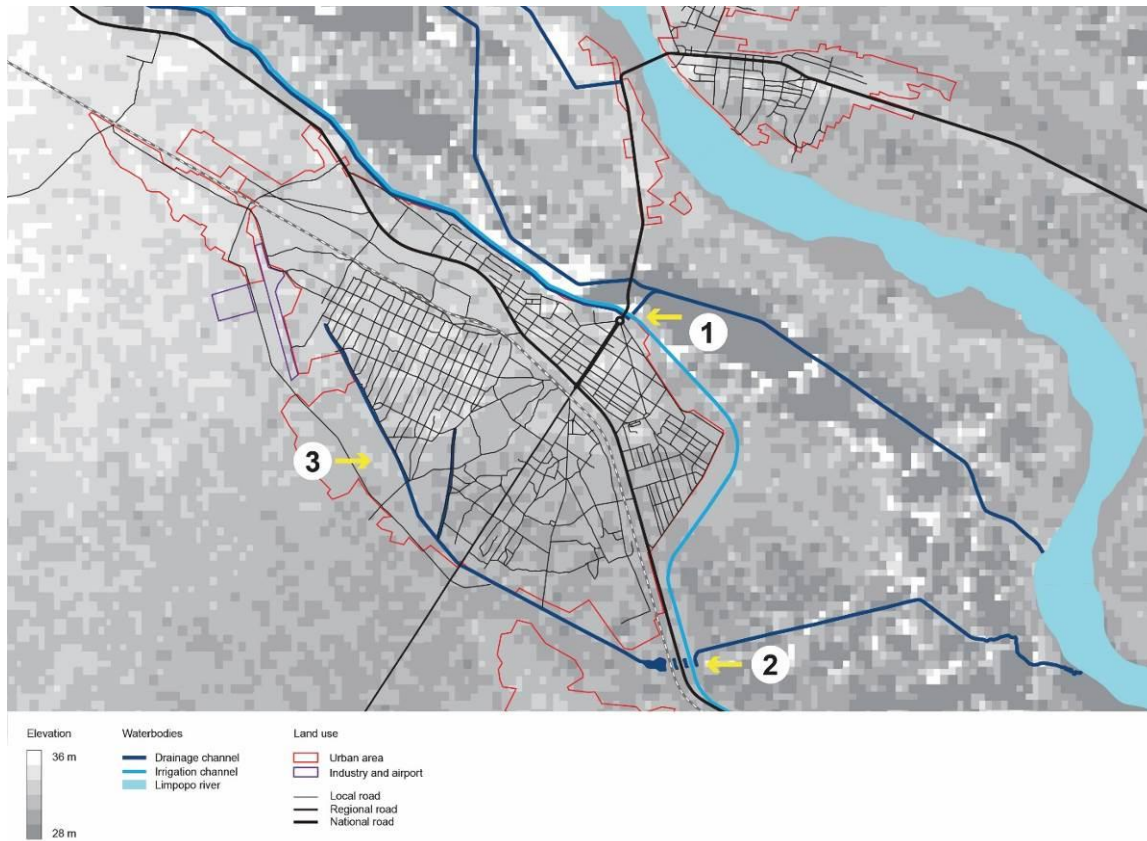 1
2
3
Elevation
36 m
28 m
Waterbodies
Drainage channel
Irrigation channel
Limpopo river
Land use
Urban area
Industry and airport
Local road
Regional road
National road